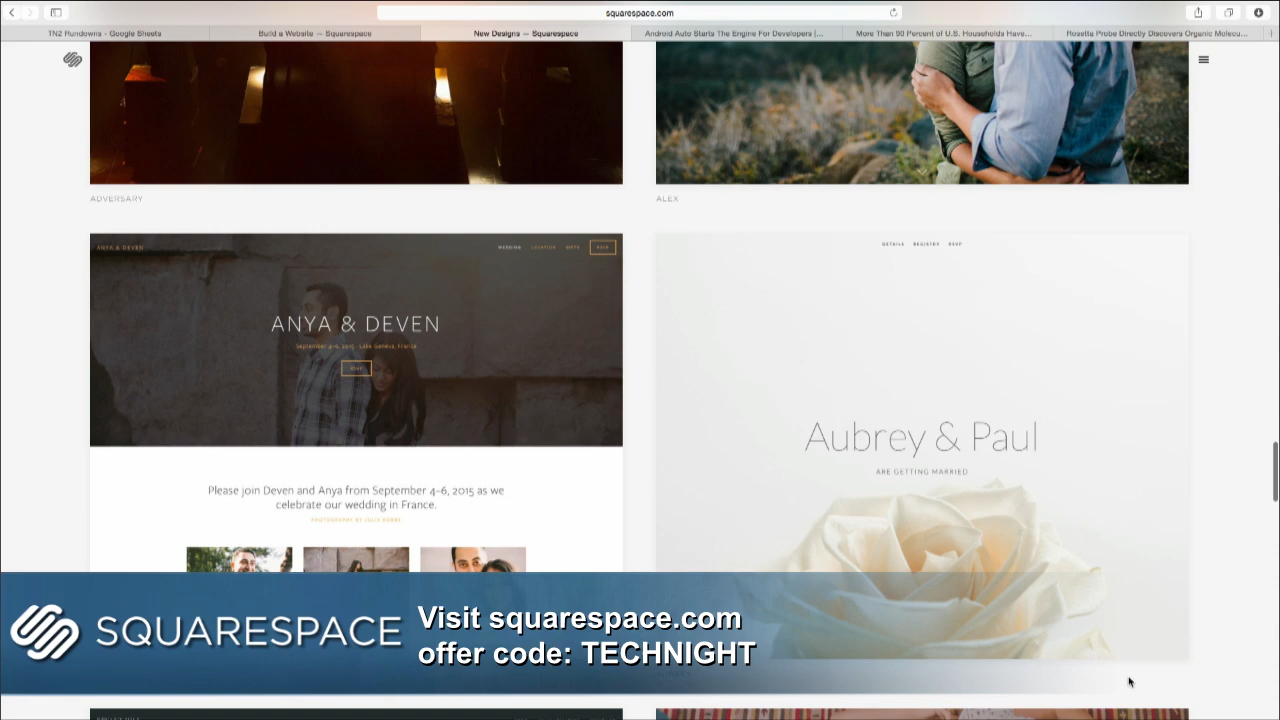 squarespace.com
TN2 Rundowns - Google Sheets
Build a Website — Squarespace
New Designs — Squarespace
Android Auto Starts The Engine For Developers |...
More Than 90 Percent of U.S. Households Have...
Rosetta Probe Directly Discovers Organic Molecu...
ADVERSARY
ALEX
ANYA & DEVEN
WEDDING LOCATION GIFTS RSVP
ANYA & DEVEN
September 4–6, 2015 · Lake Geneva, France
RSVP
Please join Deven and Anya from September 4–6, 2015 as we
celebrate our wedding in France.
DETAILS REGISTRY RSVP
Aubrey & Paul
ARE GETTING MARRIED
SQUARESPACE
Visit squarespace.com
offer code: TECHNIGHT